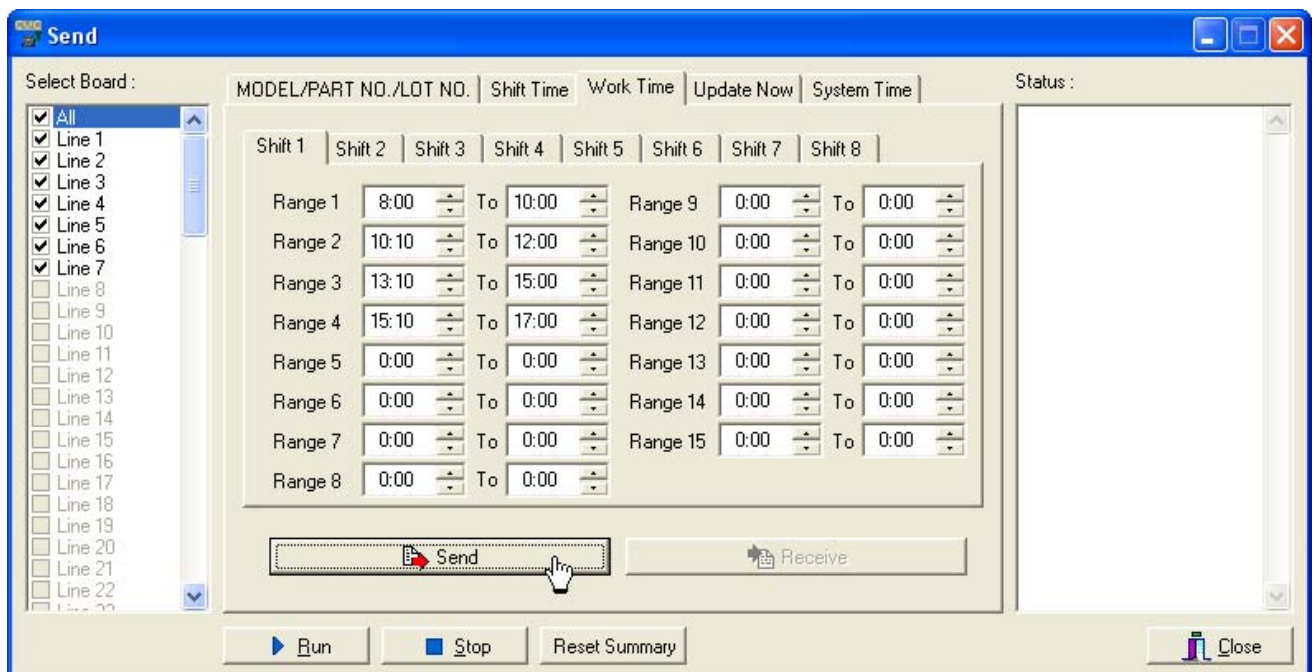 Send
Select Board :
All
Line 1
Line 2
Line 3
Line 4
Line 5
Line 6
Line 7
Line 8
Line 9
Line 10
Line 11
Line 12
Line 13
Line 14
Line 15
Line 16
Line 17
Line 18
Line 19
Line 20
Line 21
Line 22
MODEL/PART NO./LOT NO. Shift Time Work Time Update Now System Time
Shift 1 Shift 2 Shift 3 Shift 4 Shift 5 Shift 6 Shift 7 Shift 8
Range 1 8:00 To 10:00 Range 9 0:00 To 0:00
Range 2 10:10 To 12:00 Range 10 0:00 To 0:00
Range 3 13:10 To 15:00 Range 11 0:00 To 0:00
Range 4 15:10 To 17:00 Range 12 0:00 To 0:00
Range 5 0:00 To 0:00 Range 13 0:00 To 0:00
Range 6 0:00 To 0:00 Range 14 0:00 To 0:00
Range 7 0:00 To 0:00 Range 15 0:00 To 0:00
Range 8 0:00 To 0:00
Send Receive
Status :
Run Stop Reset Summary Close